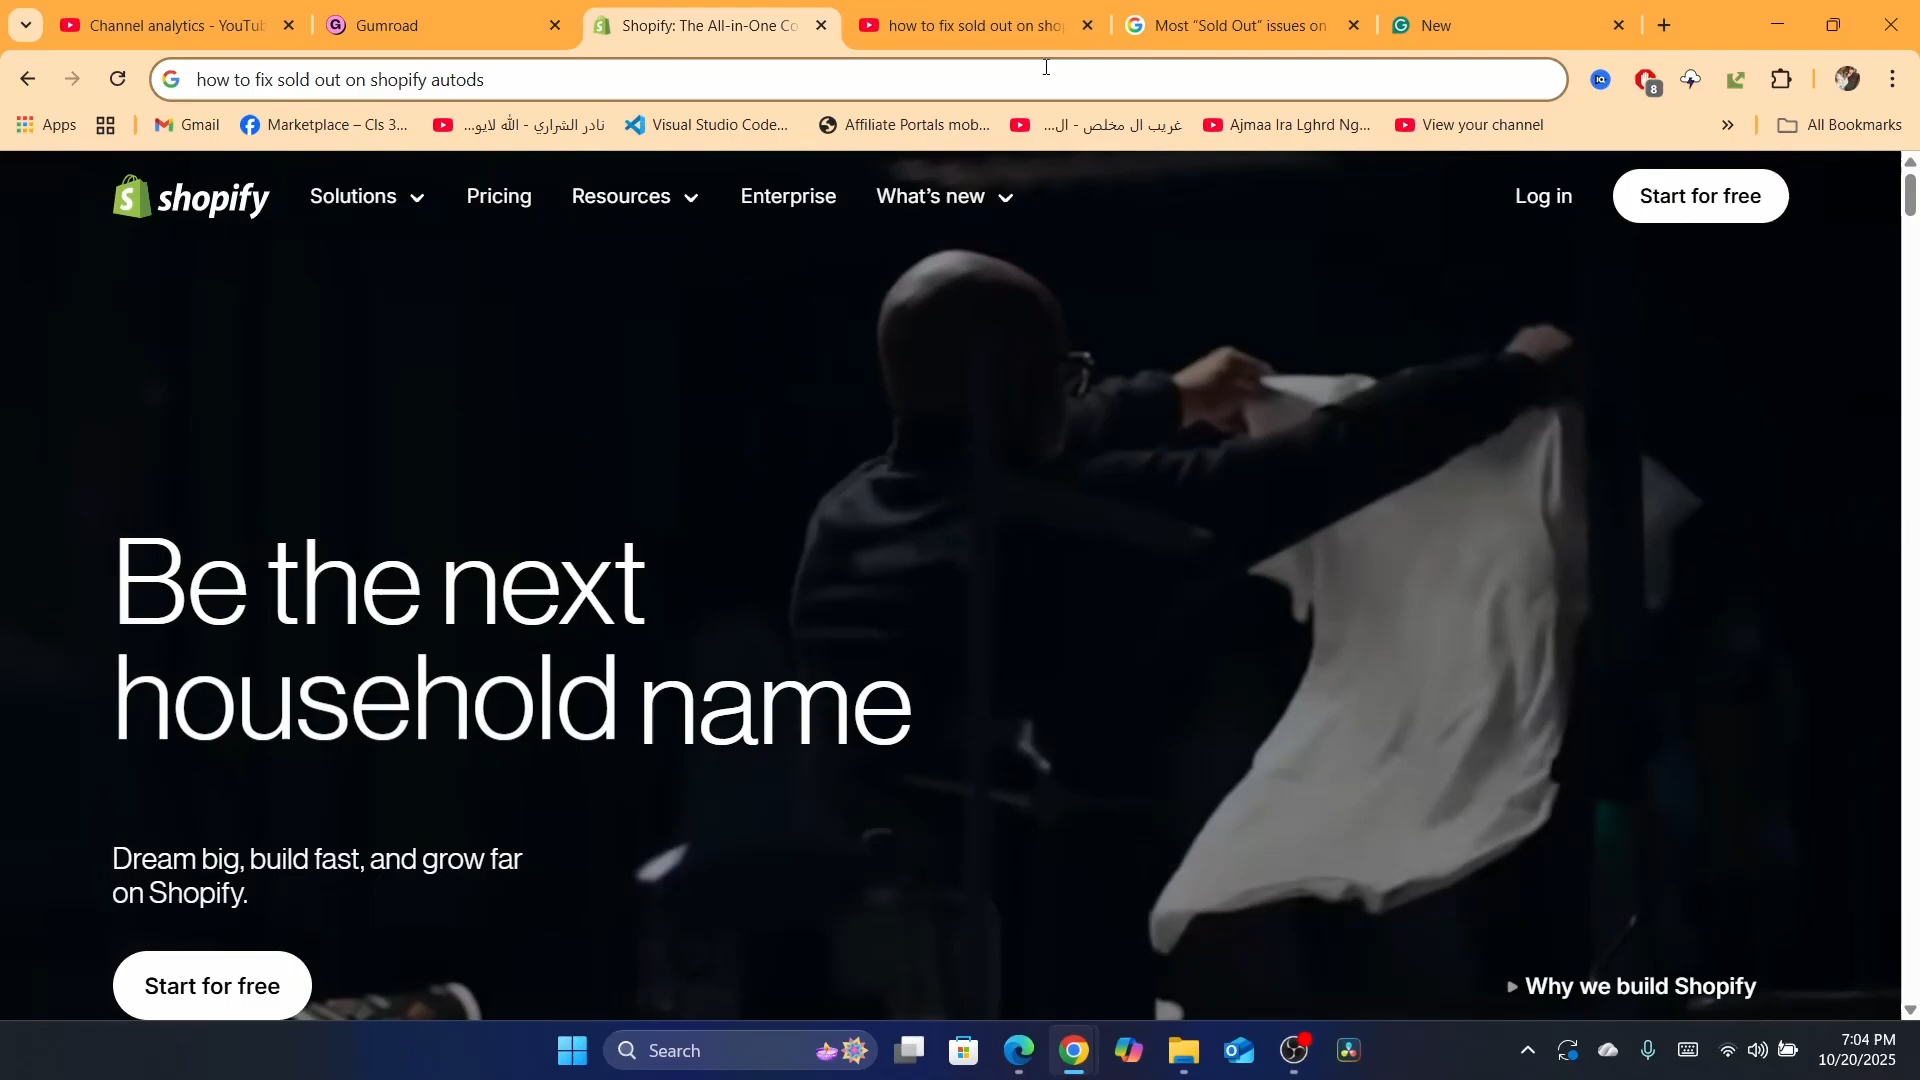 Channel analytics - YouTub
Gumroad
Shopify: The All-in-One Co
how to fix sold out on sho
Most “Sold Out” issues on
New
how to fix sold out on shopify autods
8
Apps
Gmail
Marketplace – Cls 3...
نادر الشراري - الله لايو...
Visual Studio Code...
Affiliate Portals mob...
غريب ال مخلص - ال...
Ajmaa Ira Lghrd Ng...
View your channel
All Bookmarks
shopify
Solutions
Pricing
Resources
Enterprise
What’s new
Log in
Start for free
Be the next
household name
Dream big, build fast, and grow far
on Shopify.
Start for free
Why we build Shopify
Search
7:04 PM
10/20/2025